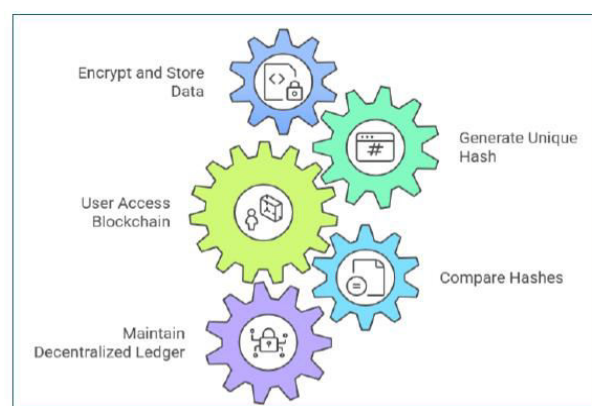 Encrypt and Store
Data
Generate Unique
Hash
User Access
Blockchain
Compare Hashes
Maintain
Decentralized Ledger